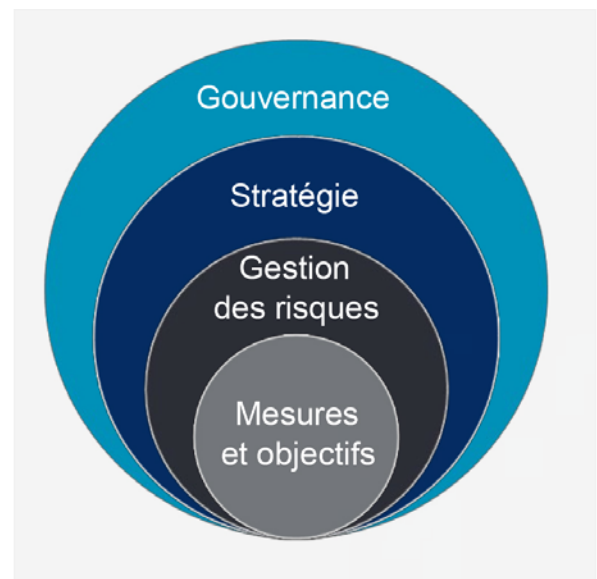 Gouvernance
Stratégie
Gestion
des risques
Mesures
et objectifs